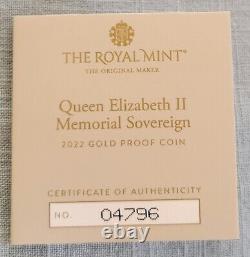 THE ROYAL MINT®
THE ORIGINAL MAKER
Queen Elizabeth II
Memorial Sovereign
2022 GOLD PROOF COIN
CERTIFICATE OF AUTHENTICITY
NO. 04796